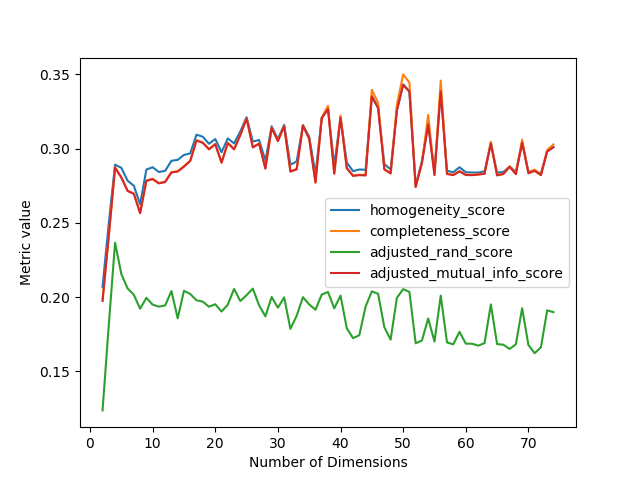 0.35
0.30
0.25
0.20
0.15
Metric value
homogeneity_score
completeness_score
adjusted_rand_score
adjusted_mutual_info_score
0 10 20 30 40 50 60 70
Number of Dimensions